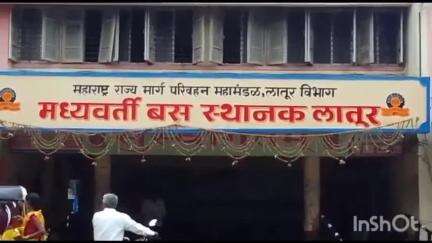 महाराष्ट्र राज्य मार्ग परिवहन महामंडळ, लातूर विभाग
मध्यवर्ती बस स्थानक लातूर
InShOt